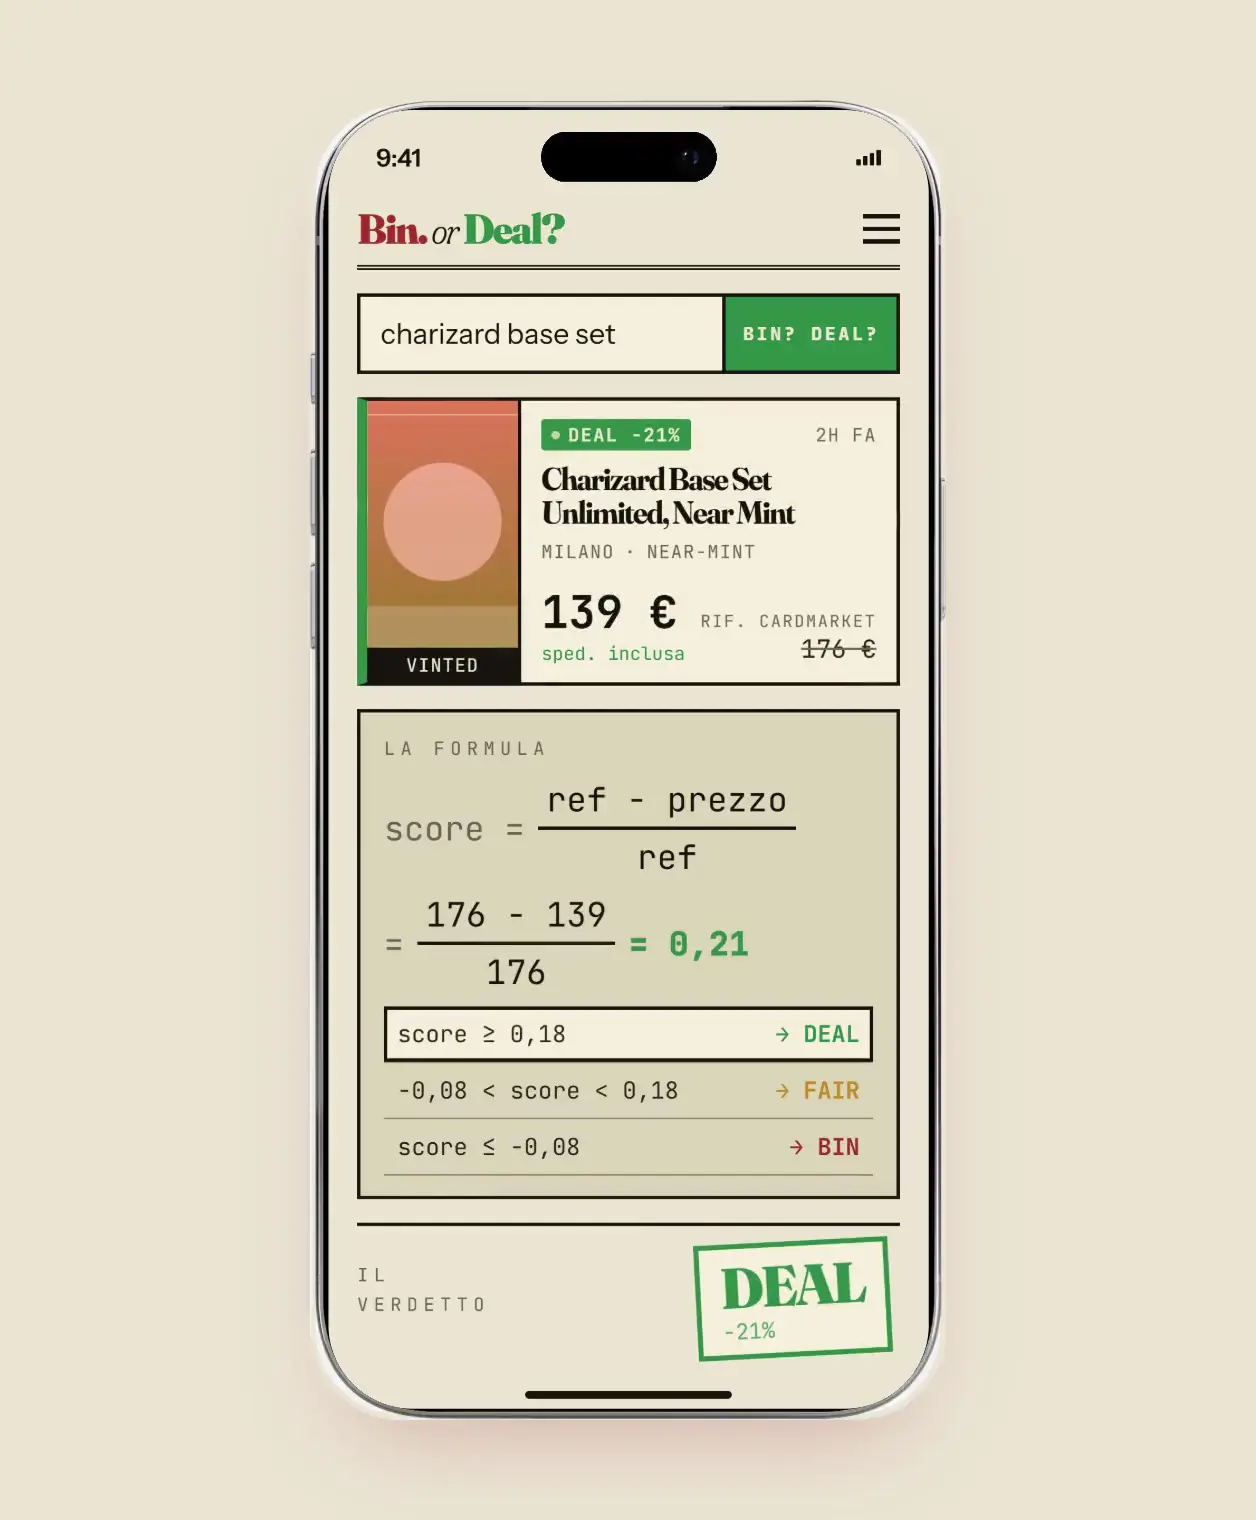 9:41
Bin. or Deal?
charizard base set
BIN? DEAL?
DEAL -21%
2H FA
Charizard Base Set
Unlimited, Near Mint
MILANO · NEAR-MINT
139 €
sped. inclusa
RIF. CARDMARKET
176 €
VINTED
LA FORMULA
score = ref - prezzo
ref
= 176 - 139 = 0,21
176
score ≥ 0,18 → DEAL
-0,08 < score < 0,18 → FAIR
score ≤ -0,08 → BIN
IL
VERDETTO
DEAL
-21%